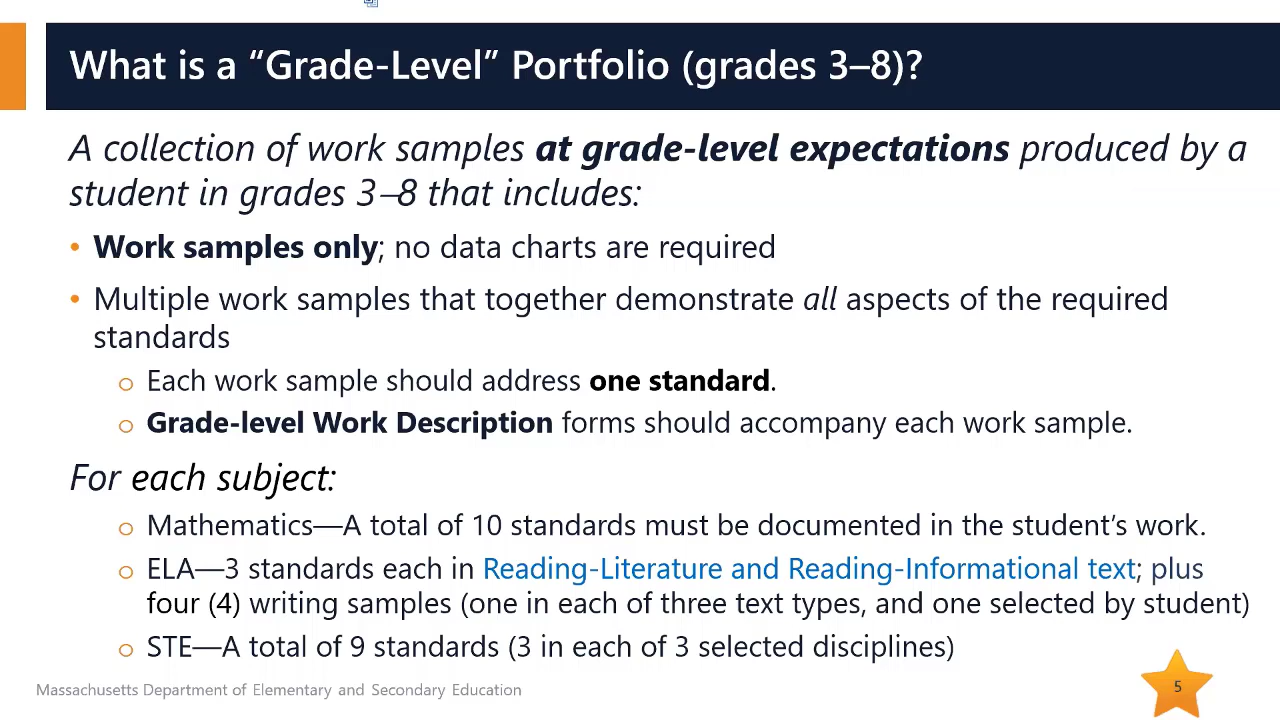 What is a “Grade-Level” Portfolio (grades 3–8)?
A collection of work samples at grade-level expectations produced by a
student in grades 3–8 that includes:
• Work samples only; no data charts are required
• Multiple work samples that together demonstrate all aspects of the required
standards
o Each work sample should address one standard.
o Grade-level Work Description forms should accompany each work sample.
For each subject:
o Mathematics—A total of 10 standards must be documented in the student’s work.
o ELA—3 standards each in Reading-Literature and Reading-Informational text; plus
four (4) writing samples (one in each of three text types, and one selected by student)
o STE—A total of 9 standards (3 in each of 3 selected disciplines)
Massachusetts Department of Elementary and Secondary Education
5